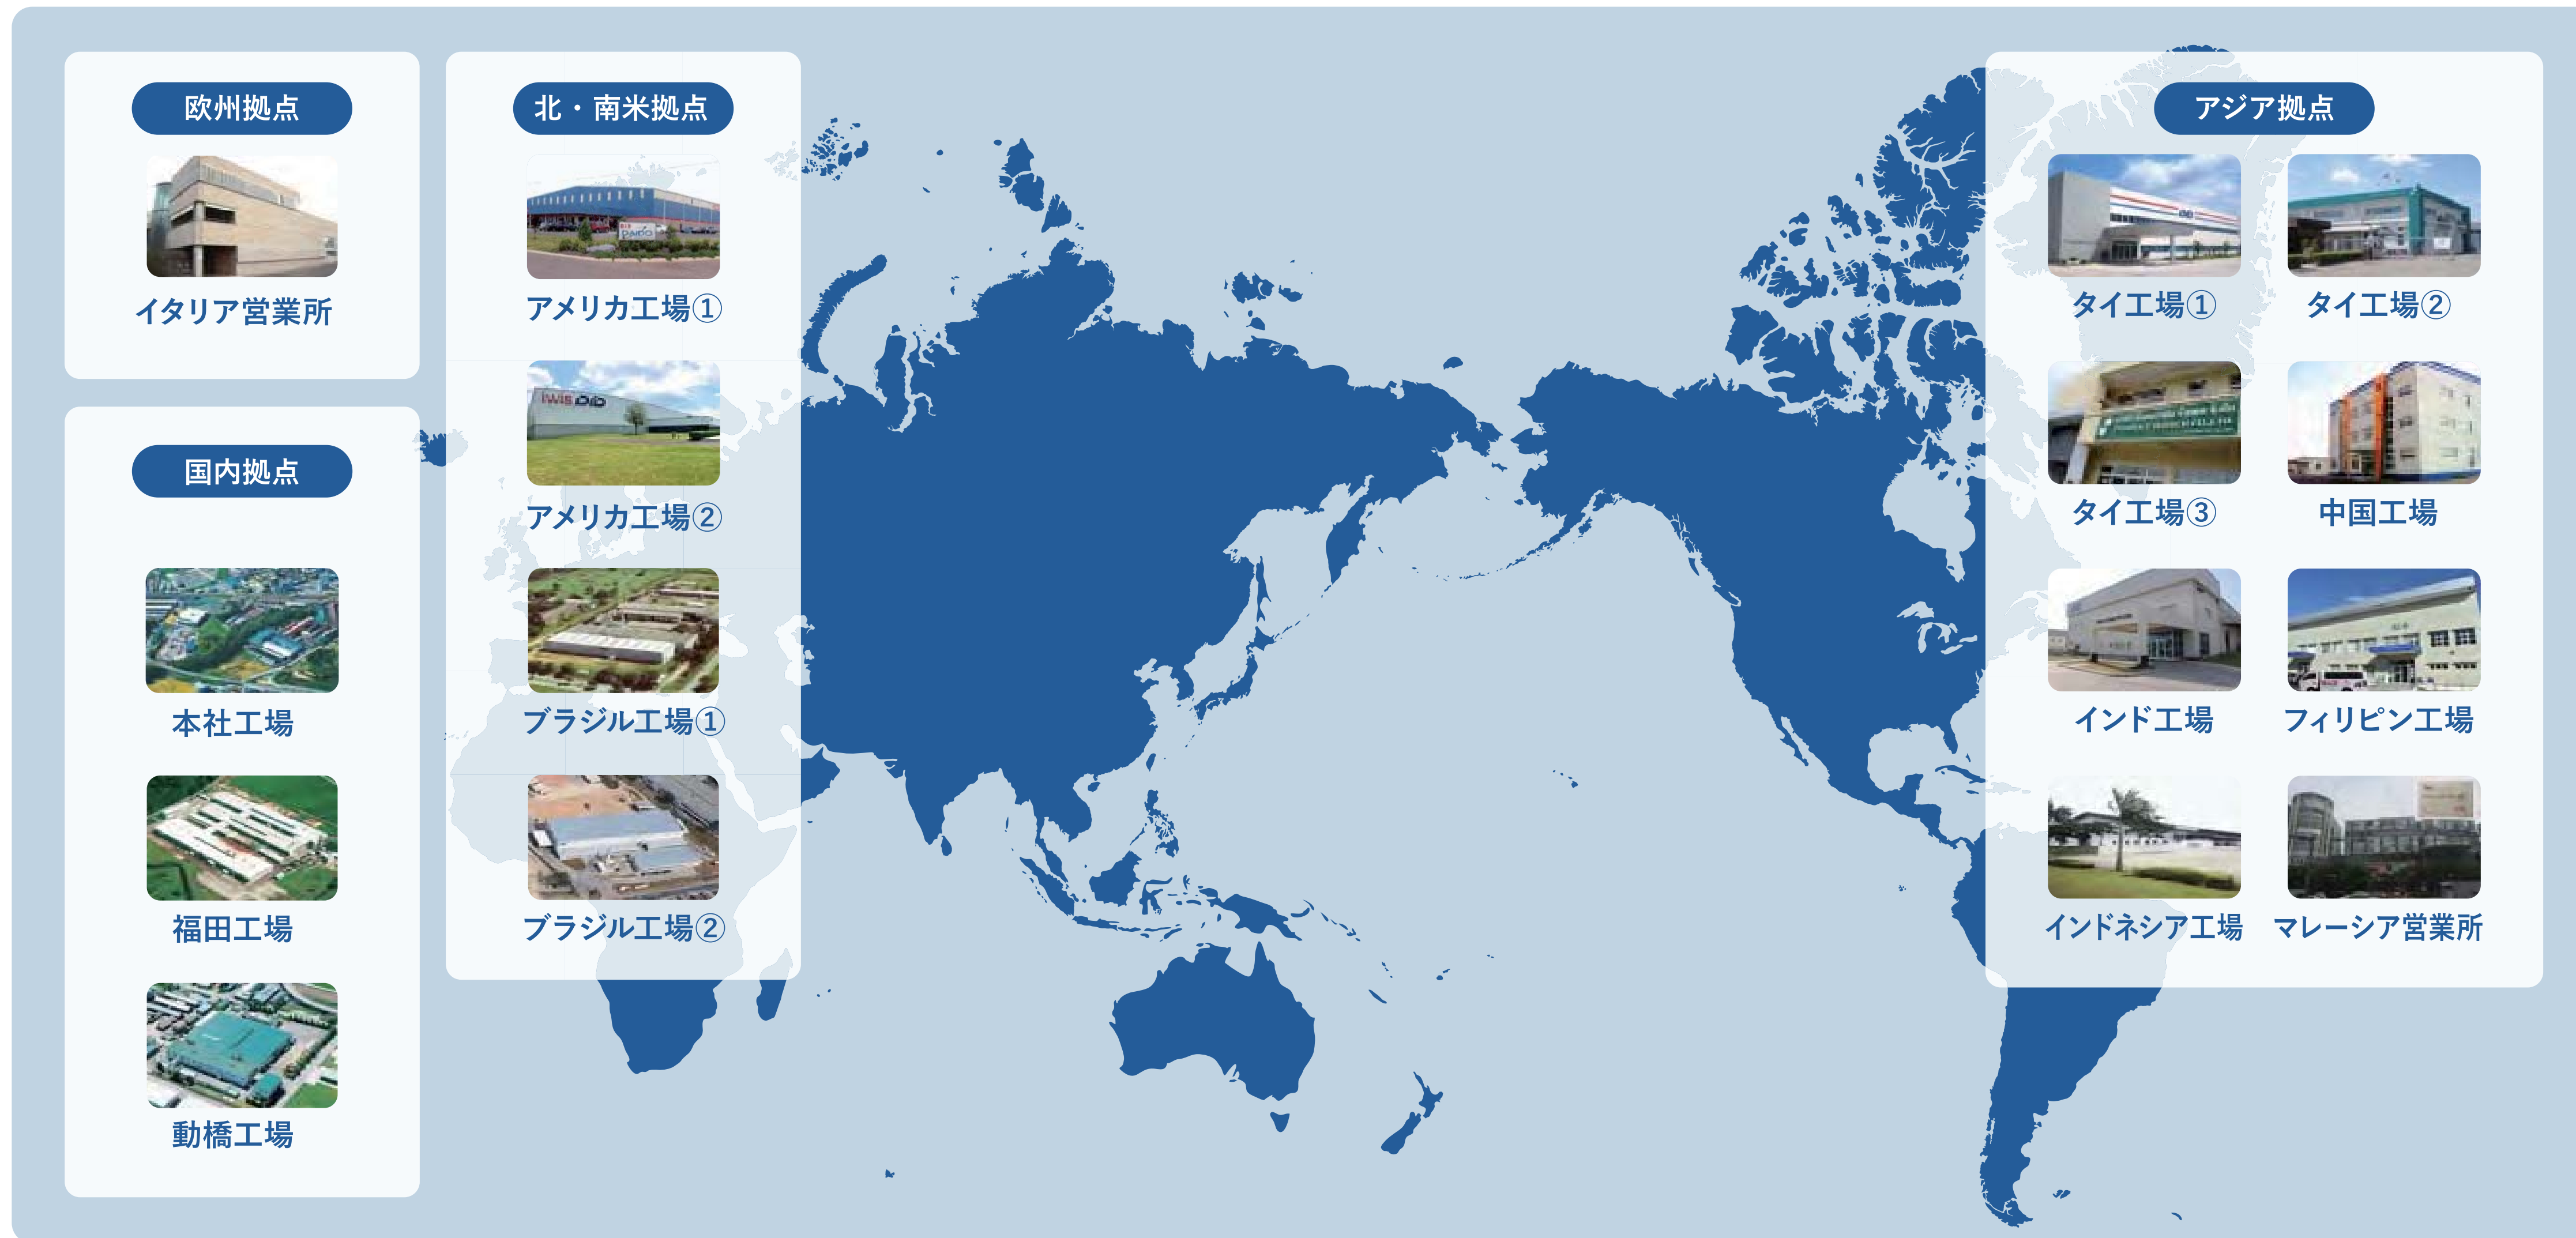 欧州拠点
イタリア営業所
国内拠点
本社工場
福田工場
動橋工場
北・南米拠点
DAIDO
アメリカ工場①
iwis DID
アメリカ工場②
ブラジル工場①
ブラジル工場②
アジア拠点
DID
タイ工場①
タイ工場②
タイ工場③
中国工場
インド工場
フィリピン工場
インドネシア工場
マレーシア営業所